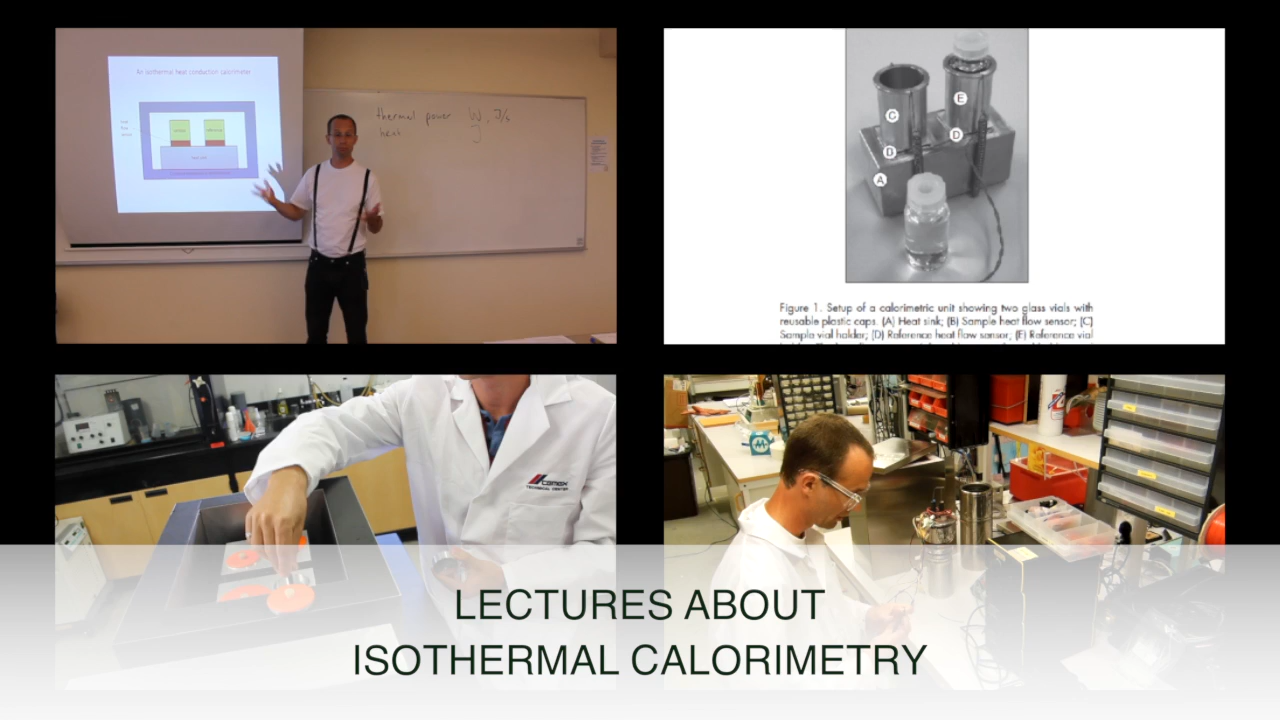 An isothermal heat conduction calorimeter
thermal power W, J/s
heat J
C
E
D
D
A
Figure 1. Setup of a calorimetric unit showing two glass vials with
reusable plastic caps. (A) Heat sink; (B) Sample heat flow sensor; (C)
Sample vial holder; (D) Reference heat flow sensor; (E) Reference vial
cemex
TECHNICAL CENTER
LECTURES ABOUT
ISOTHERMAL CALORIMETRY